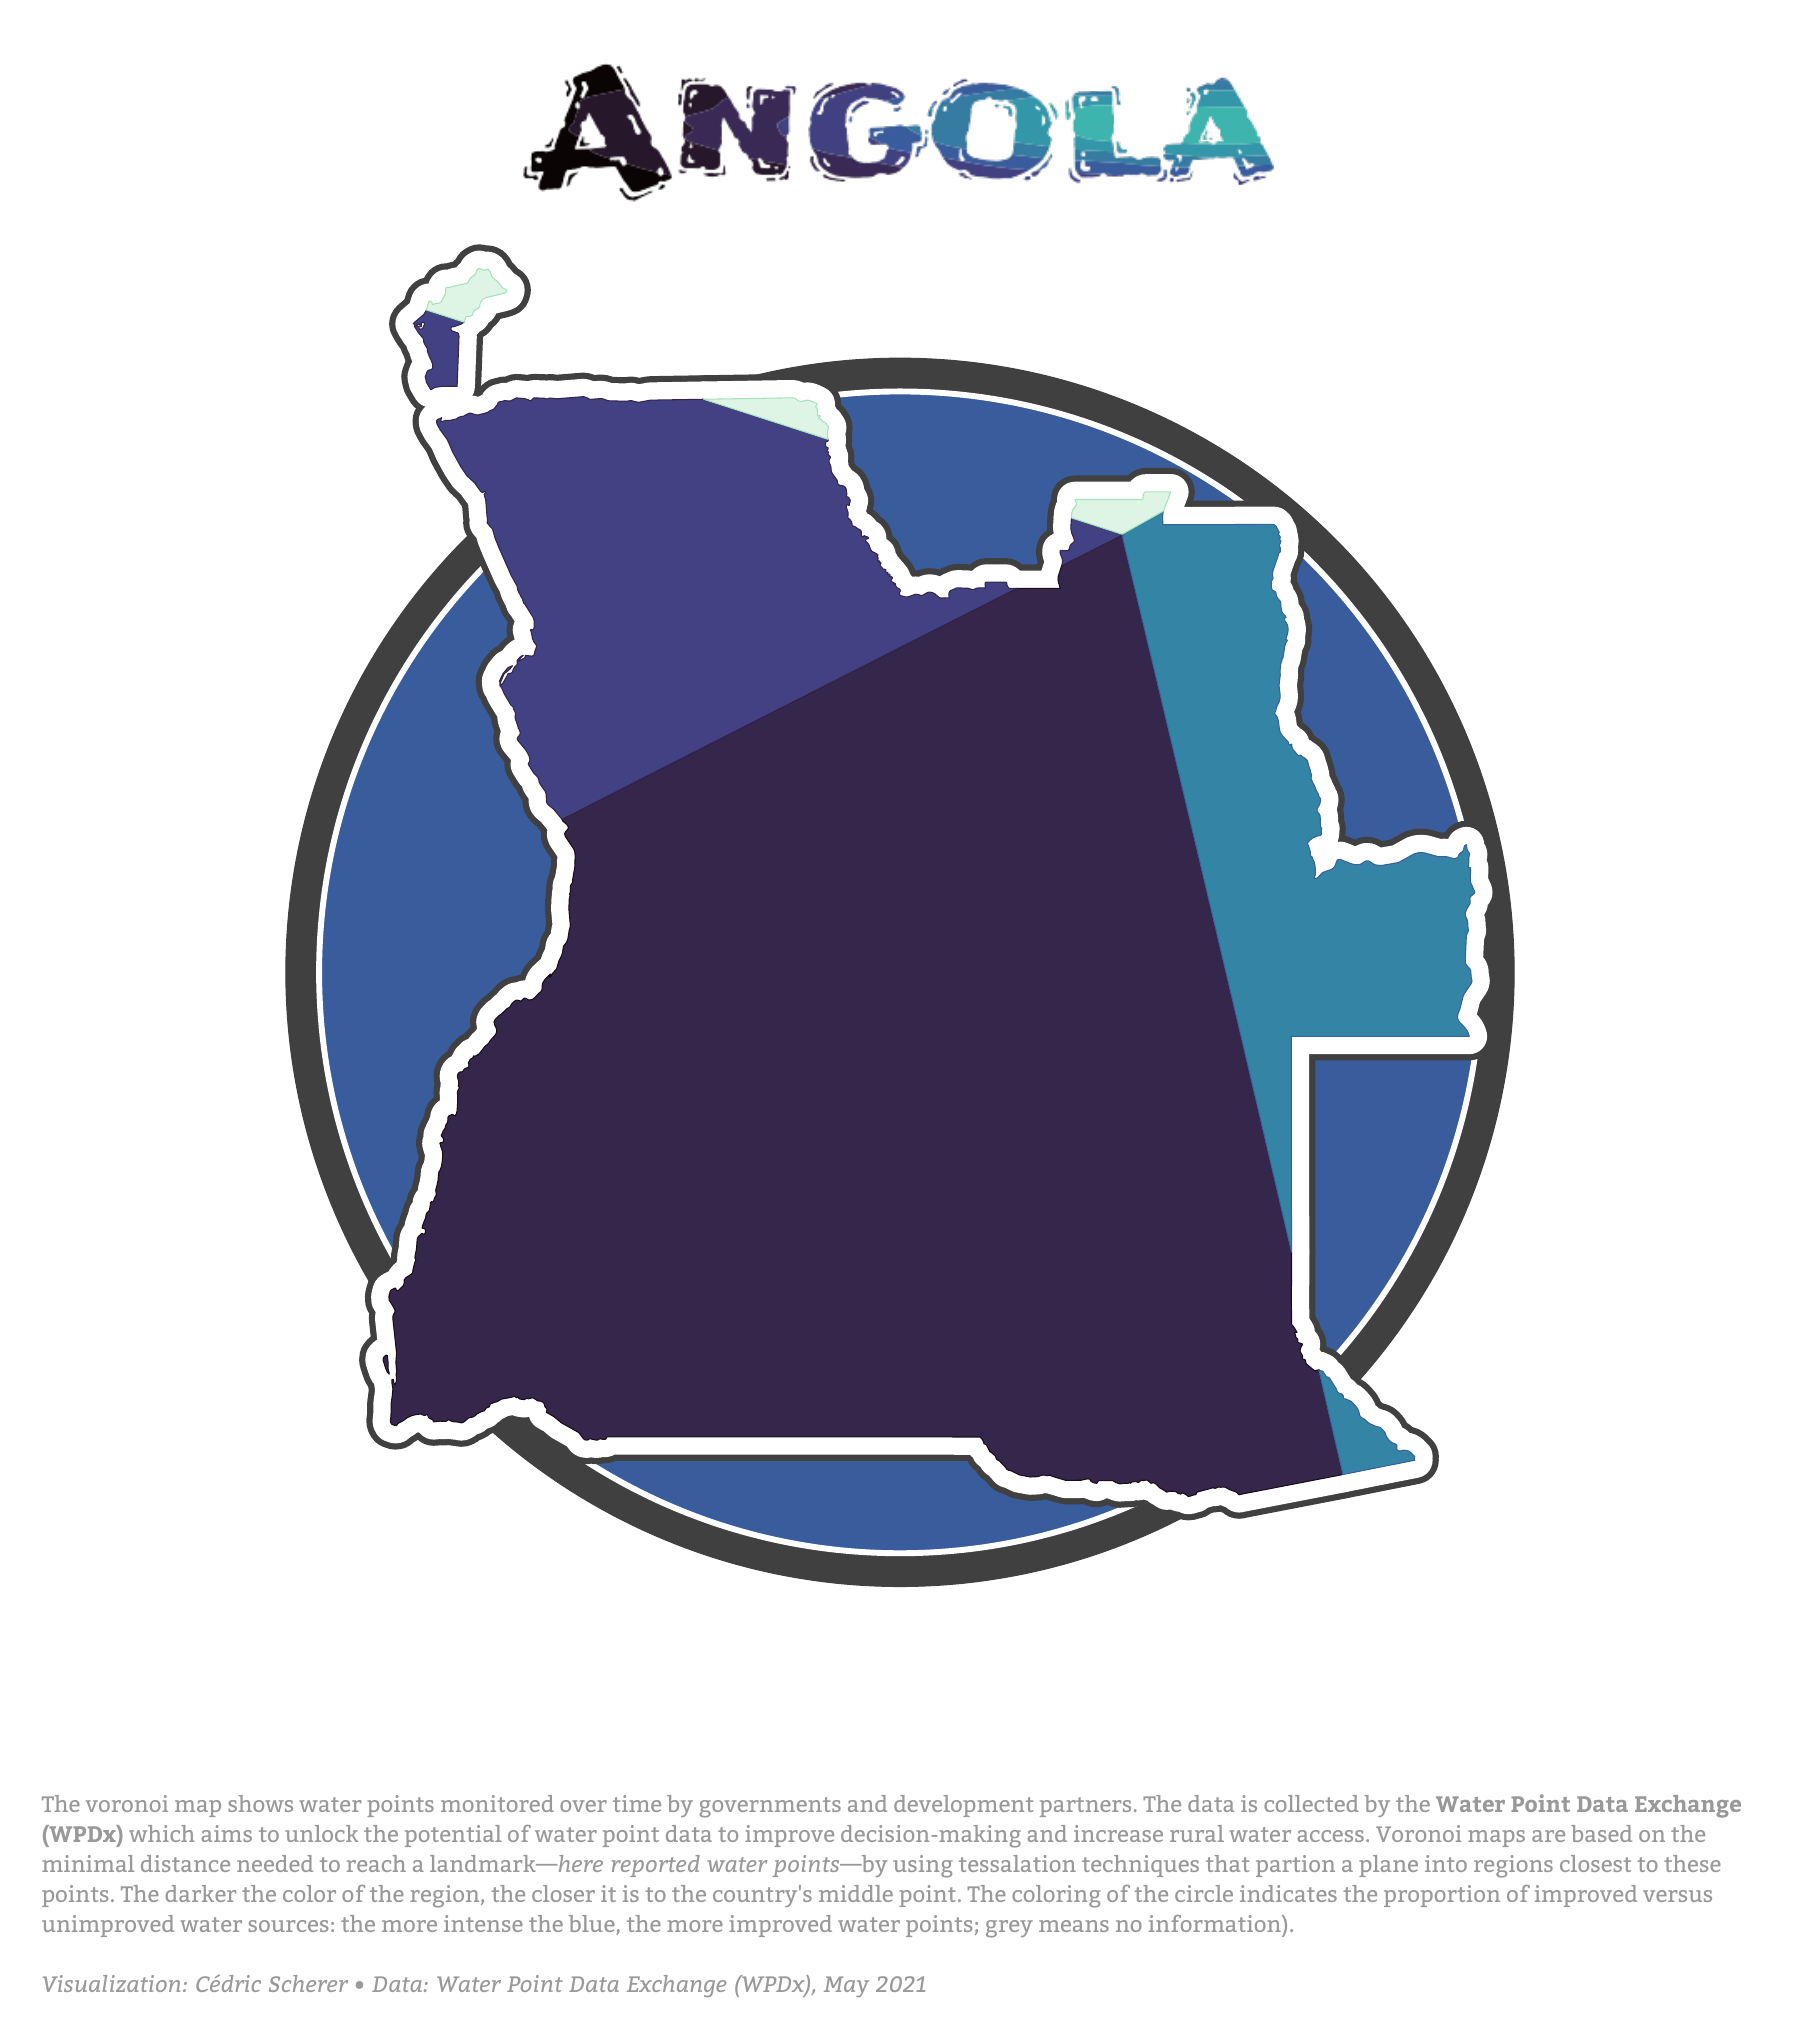 ANGOLA
The voronoi map shows water points monitored over time by governments and development partners. The data is collected by the Water Point Data Exchange
(WPDx) which aims to unlock the potential of water point data to improve decision-making and increase rural water access. Voronoi maps are based on the
minimal distance needed to reach a landmark—here reported water points—by using tessalation techniques that partion a plane into regions closest to these
points. The darker the color of the region, the closer it is to the country's middle point. The coloring of the circle indicates the proportion of improved versus
unimproved water sources: the more intense the blue, the more improved water points; grey means no information).
Visualization: Cédric Scherer • Data: Water Point Data Exchange (WPDx), May 2021